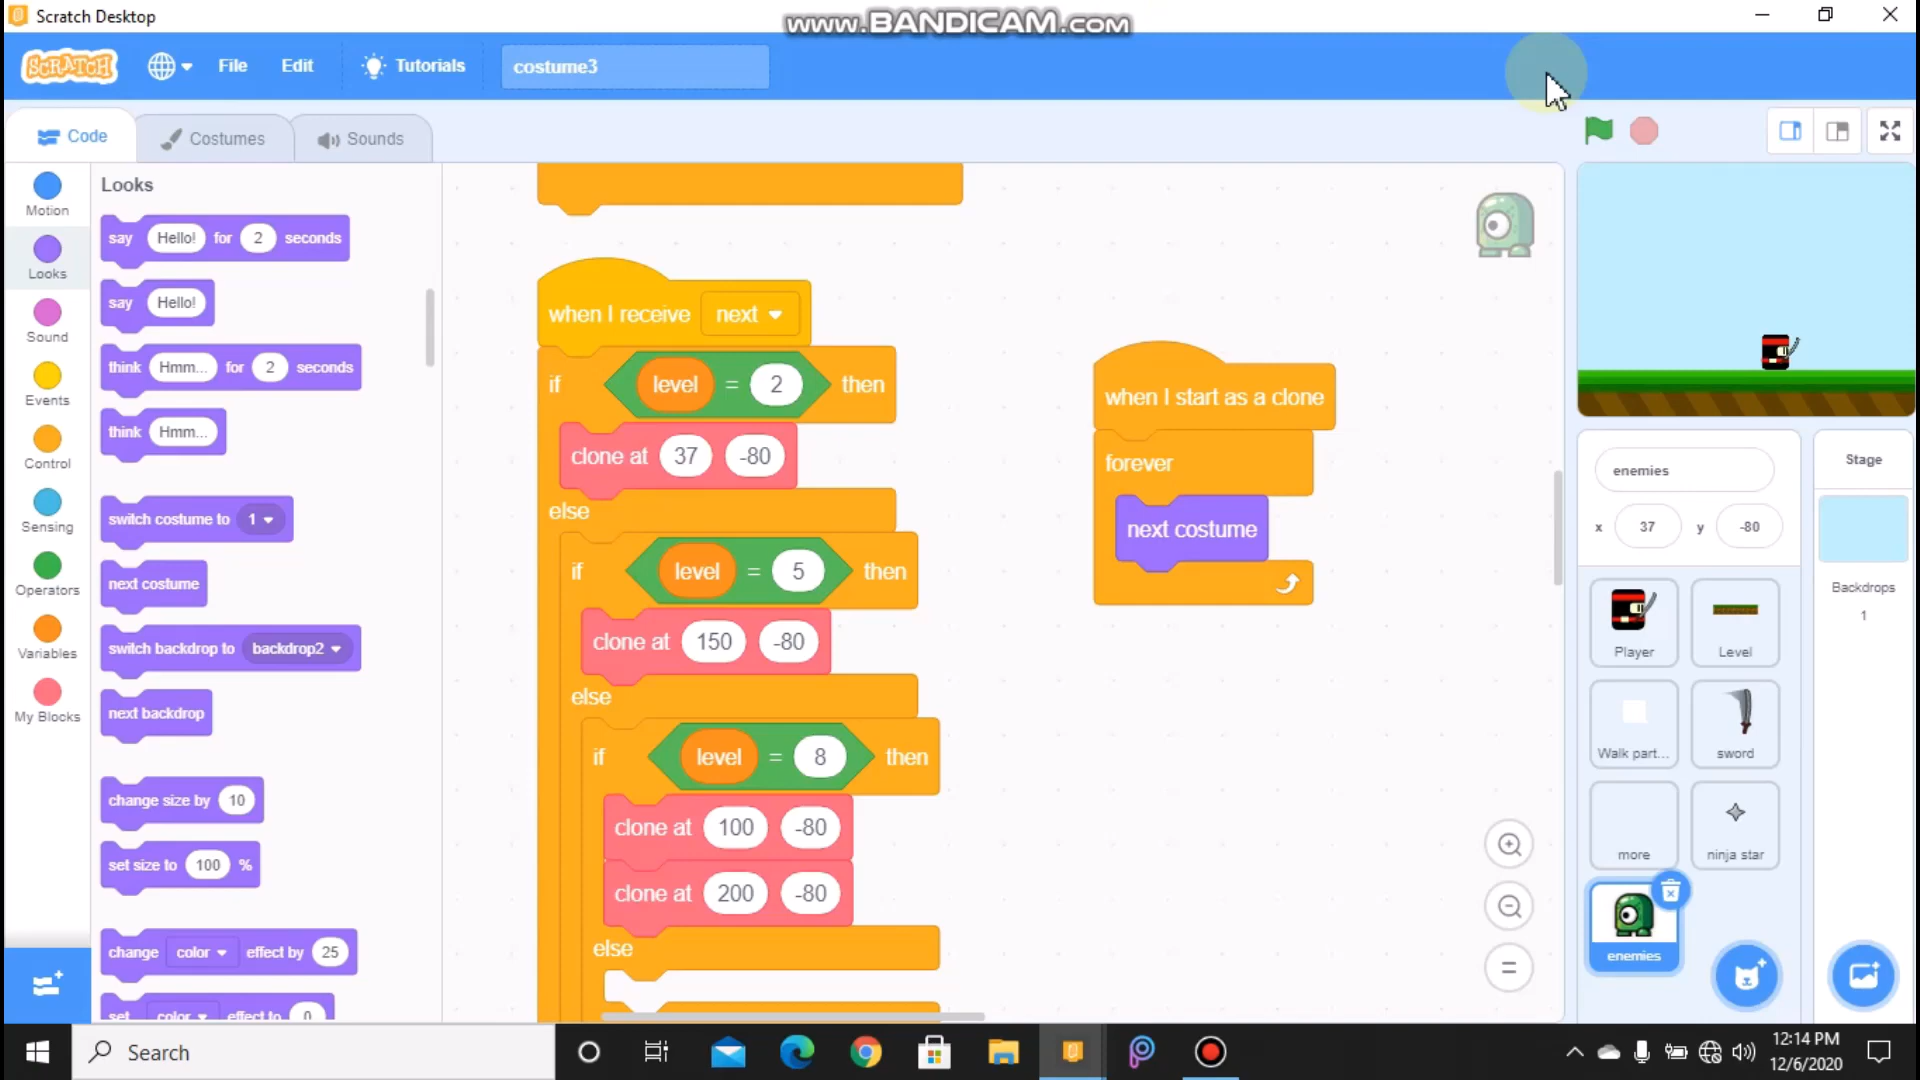 Scratch Desktop
www.BANDICAM.com
SCRATCH
File
Edit
Tutorials
costume3
Code
Costumes
Sounds
Motion
Looks
Sound
Events
Control
Sensing
Operators
Variables
My Blocks
Looks
say Hello! for 2 seconds
say Hello!
think Hmm... for 2 seconds
think Hmm...
switch costume to 1
next costume
switch backdrop to backdrop2
next backdrop
change size by 10
set size to 100 %
change color effect by 25
set color effect to 0
when I receive next
if level = 2 then
clone at 37 -80
else
if level = 5 then
clone at 150 -80
else
if level = 8 then
clone at 100 -80
clone at 200 -80
else
when I start as a clone
forever
next costume
enemies
x 37 y -80
Player
Level
Walk part...
sword
more
ninja star
enemies
Stage
Backdrops
1
Search
12:14 PM
12/6/2020